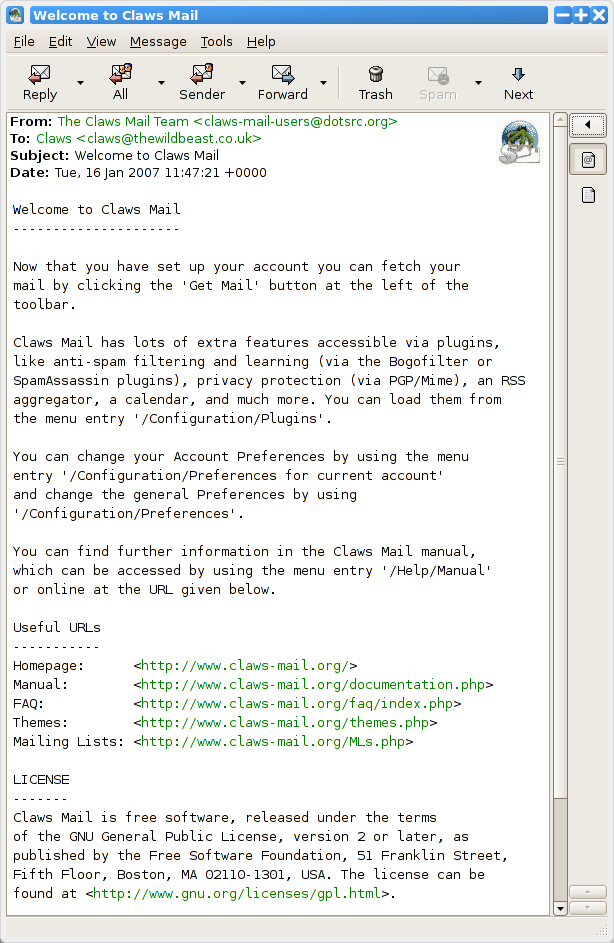 Welcome to Claws Mail
File Edit View Message Tools Help
Reply All Sender Forward Trash Spam Next
From: The Claws Mail Team <claws-mail-users@dotsrc.org>
To: Claws <claws@thewildbeast.co.uk>
Subject: Welcome to Claws Mail
Date: Tue, 16 Jan 2007 11:47:21 +0000
Welcome to Claws Mail
---------------------
Now that you have set up your account you can fetch your
mail by clicking the 'Get Mail' button at the left of the
toolbar.
Claws Mail has lots of extra features accessible via plugins,
like anti-spam filtering and learning (via the Bogofilter or
SpamAssassin plugins), privacy protection (via PGP/Mime), an RSS
aggregator, a calendar, and much more. You can load them from
the menu entry '/Configuration/Plugins'.
You can change your Account Preferences by using the menu
entry '/Configuration/Preferences for current account'
and change the general Preferences by using
'/Configuration/Preferences'.
You can find further information in the Claws Mail manual,
which can be accessed by using the menu entry '/Help/Manual'
or online at the URL given below.
Useful URLs
-----------
Homepage: <http://www.claws-mail.org/>
Manual: <http://www.claws-mail.org/documentation.php>
FAQ: <http://www.claws-mail.org/faq/index.php>
Themes: <http://www.claws-mail.org/themes.php>
Mailing Lists: <http://www.claws-mail.org/MLs.php>
LICENSE
-------
Claws Mail is free software, released under the terms
of the GNU General Public License, version 2 or later, as
published by the Free Software Foundation, 51 Franklin Street,
Fifth Floor, Boston, MA 02110-1301, USA. The license can be
found at <http://www.gnu.org/licenses/gpl.html>.